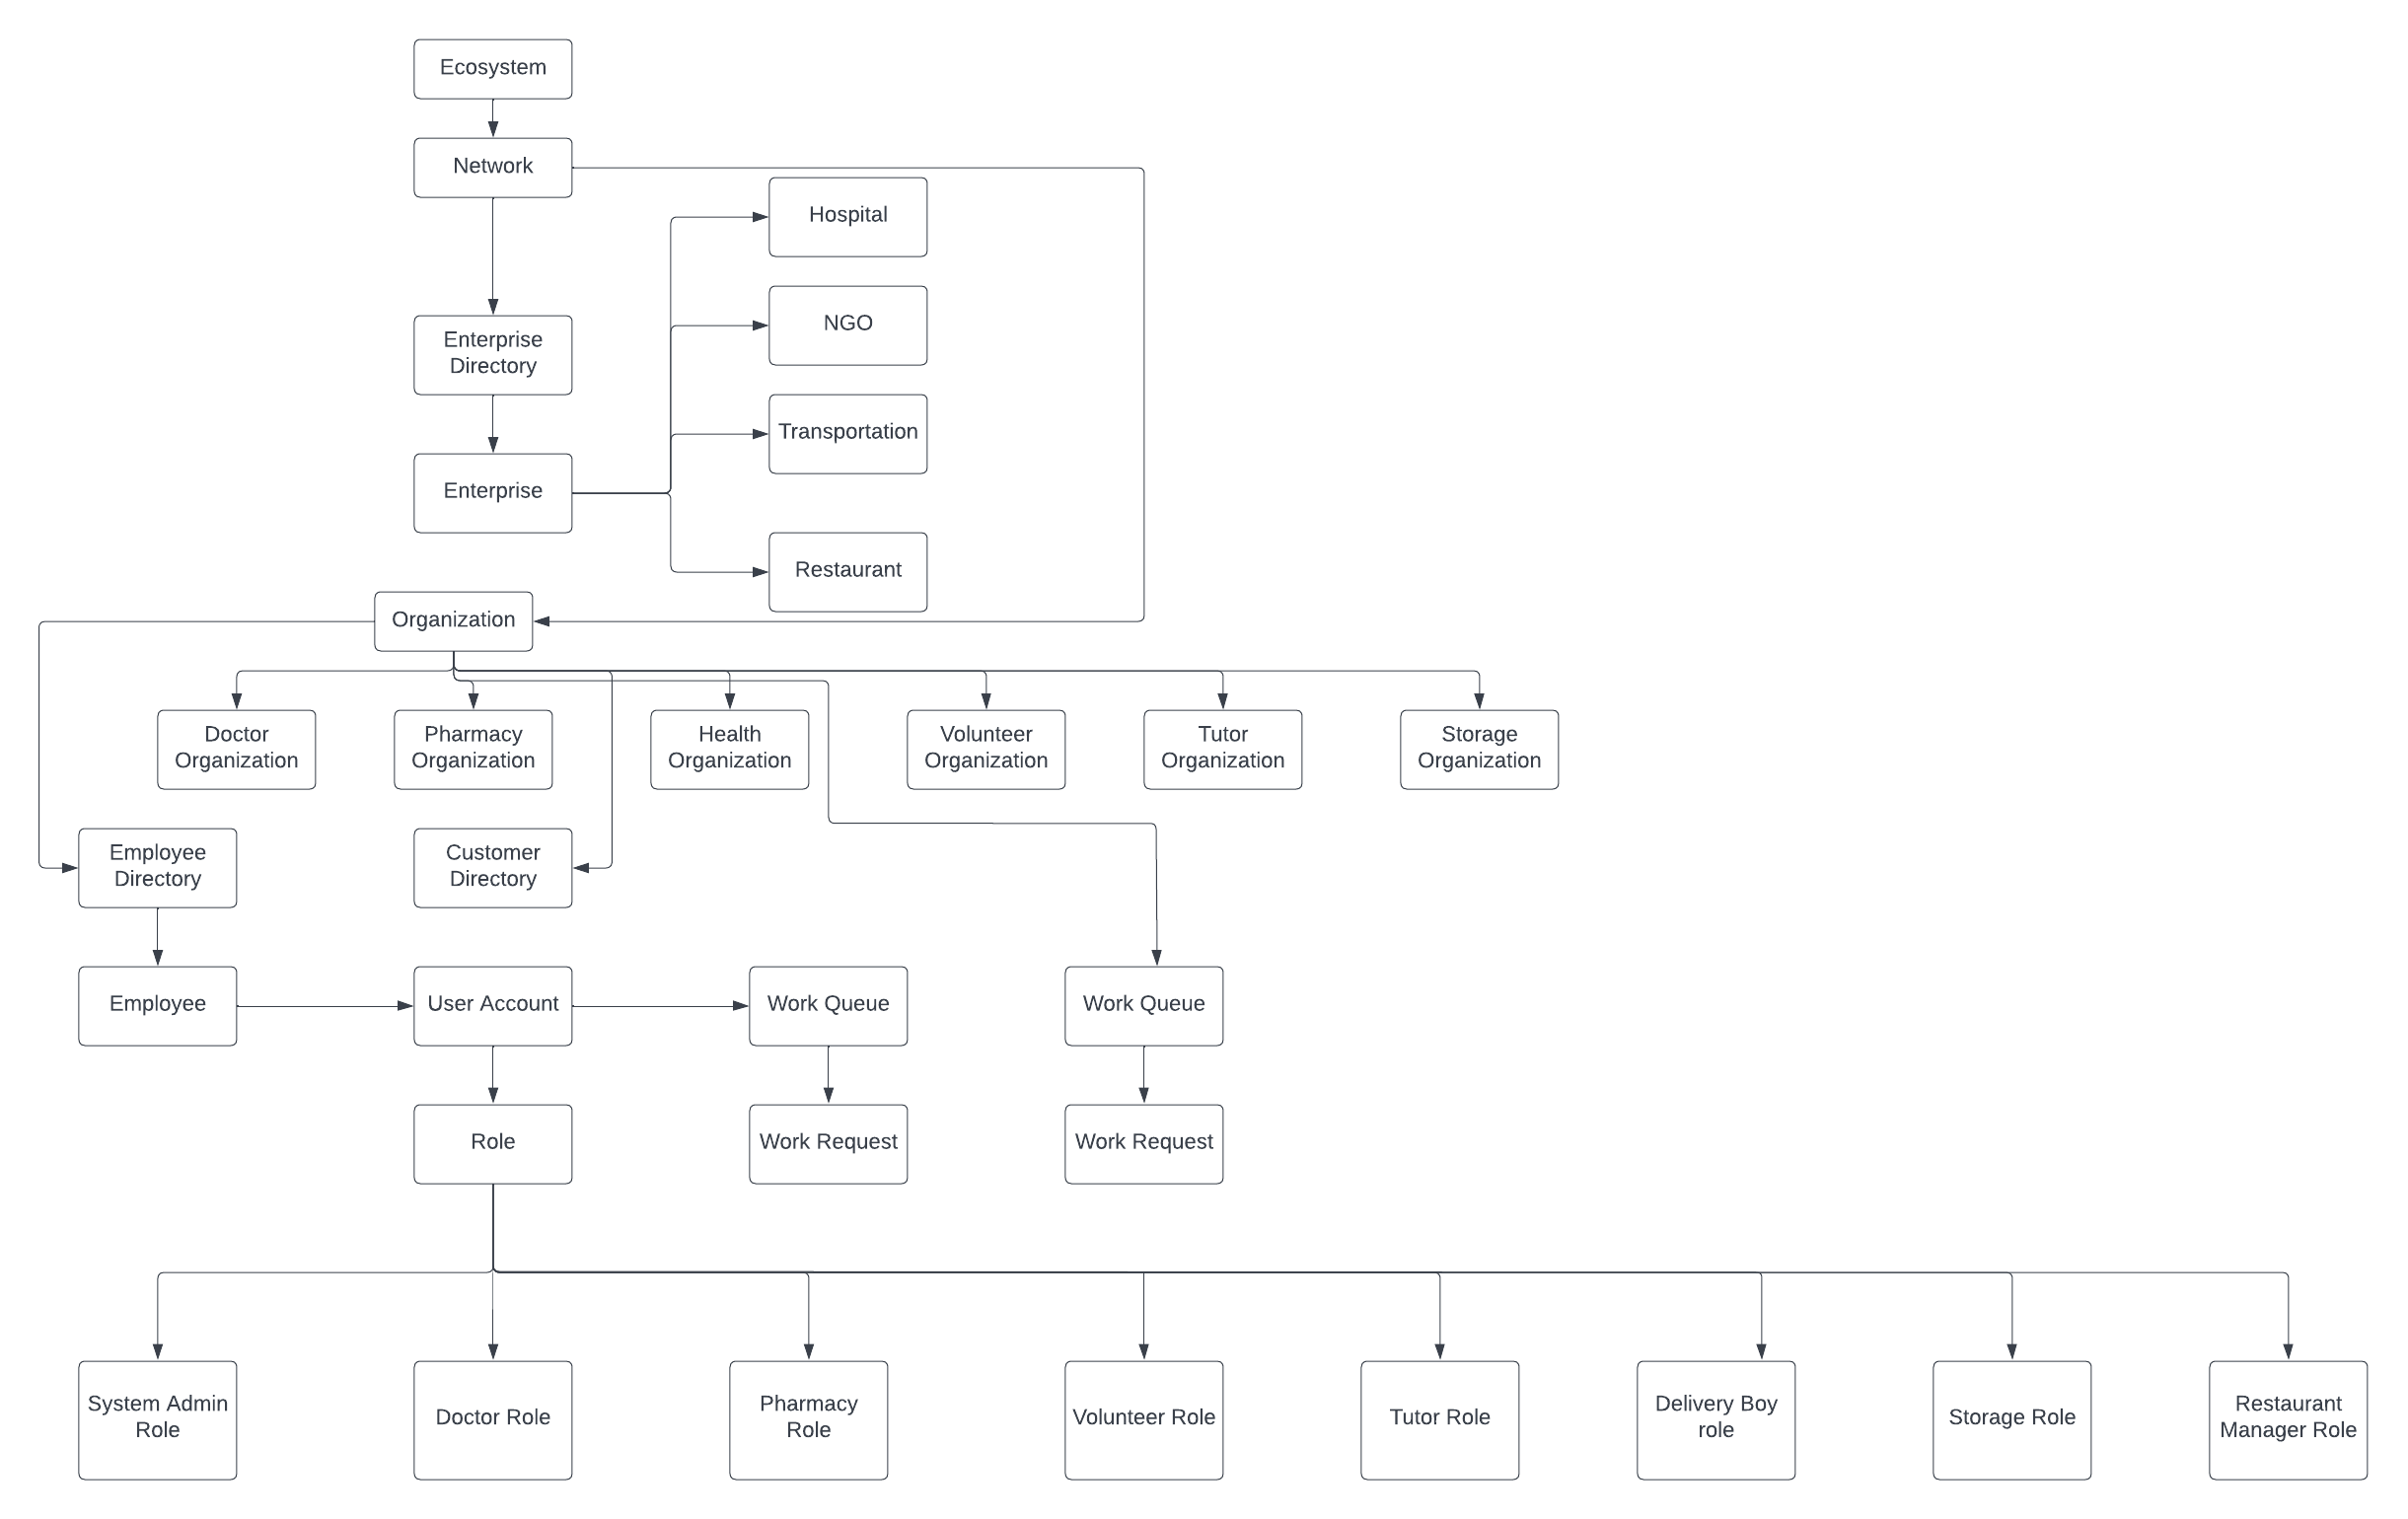 Ecosystem
Network
Hospital
NGO
Enterprise
Directory
Transportation
Enterprise
Restaurant
Organization
Doctor
Organization
Pharmacy
Organization
Health
Organization
Volunteer
Organization
Tutor
Organization
Storage
Organization
Employee
Directory
Customer
Directory
Employee
User Account
Work Queue
Work Queue
Role
Work Request
Work Request
System Admin
Role
Doctor Role
Pharmacy
Role
Volunteer Role
Tutor Role
Delivery Boy
role
Storage Role
Restaurant
Manager Role